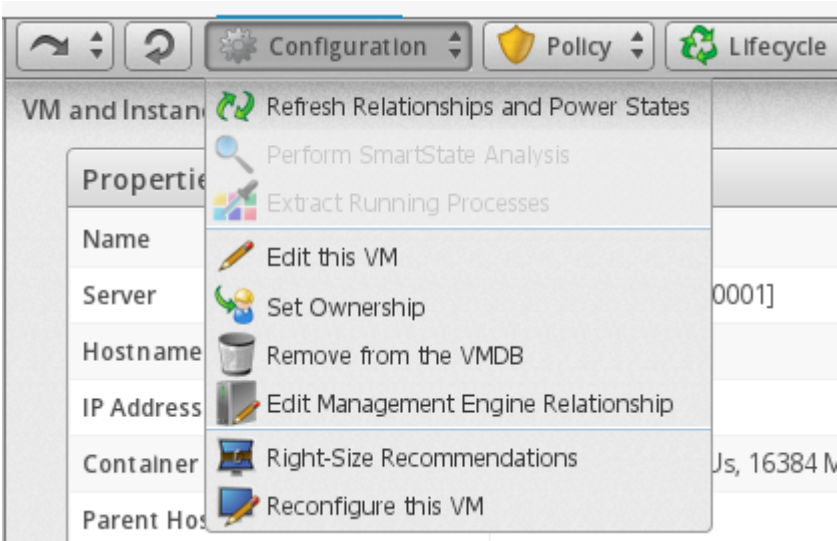 Configuration Policy Lifecycle
VM and Instan
Refresh Relationships and Power States
Perform SmartState Analysis
Extract Running Processes
Edit this VM
Set Ownership
Remove from the VMDB
Edit Management Engine Relationship
Right-Size Recommendations
Reconfigure this VM
Propertie
Name
Server 0001]
Hostname
IP Address
Container Us, 16384 M
Parent Hos